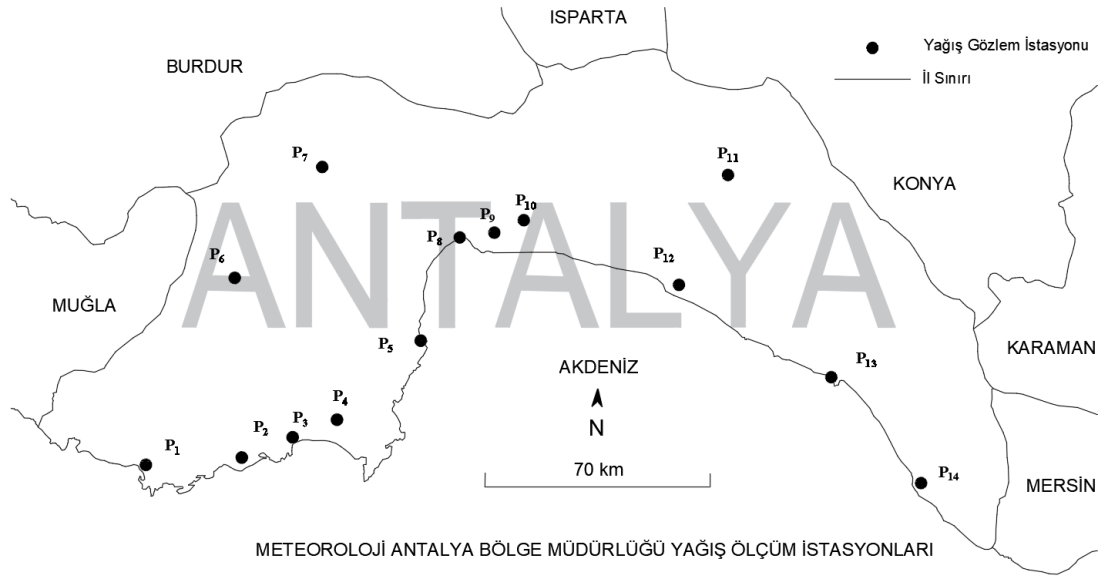 ISPARTA
Yağış Gözlem İstasyonu
BURDUR
İl Sınırı
P7
P11
KONYA
P10
P9
P8
ANTALYA
P6
P12
MUĞLA
P5
KARAMAN
AKDENİZ
P13
P4
N
P3
P2
P1
70 km
P14
MERSİN
METEOROLOJİ ANTALYA BÖLGE MÜDÜRLÜĞÜ YAĞIŞ ÖLÇÜM İSTASYONLARI